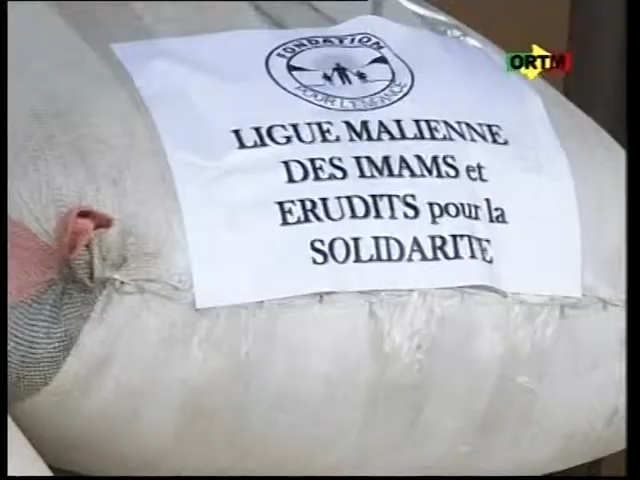 FONDATION
POUR L'ENFANCE
LIGUE MALIENNE
DES IMAMS et
ERUDITS pour la
SOLIDARITE
ORTM